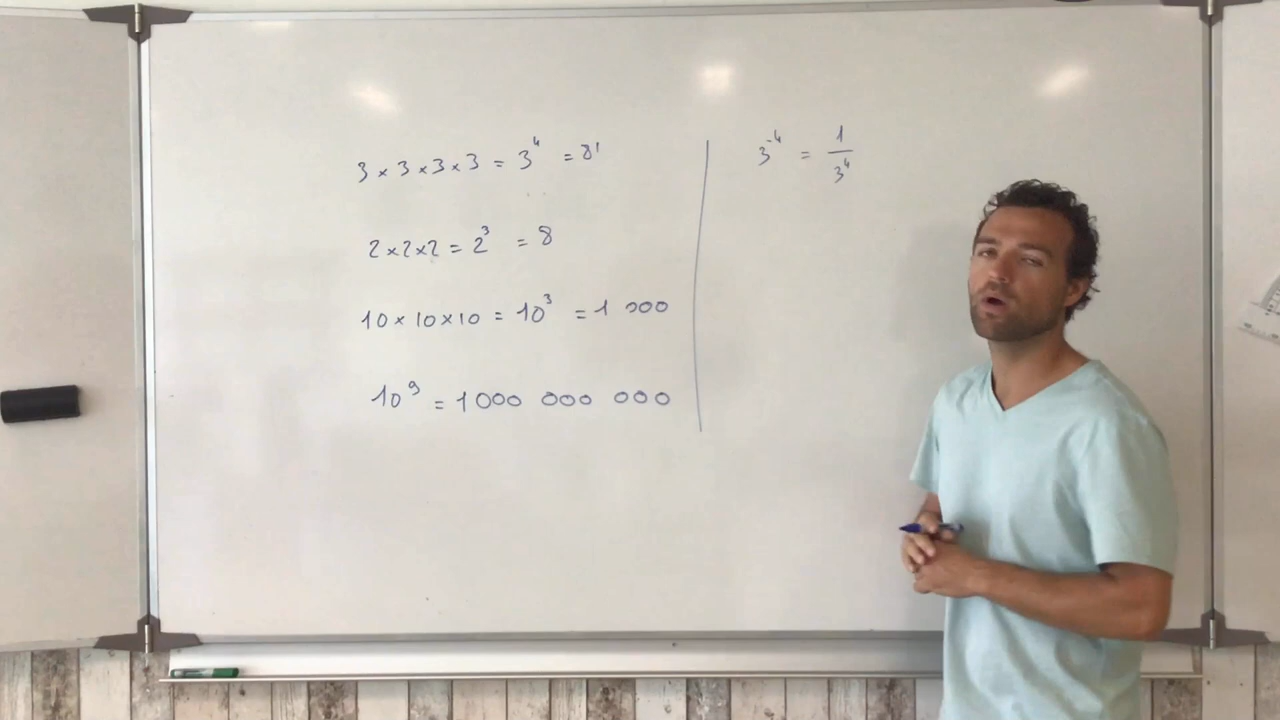 3 × 3 × 3 × 3 = 3⁴ = 81
2 × 2 × 2 = 2³ = 8
10 × 10 × 10 = 10³ = 1 000
10⁹ = 1 000 000 000
3⁻⁴ = 1/3⁴